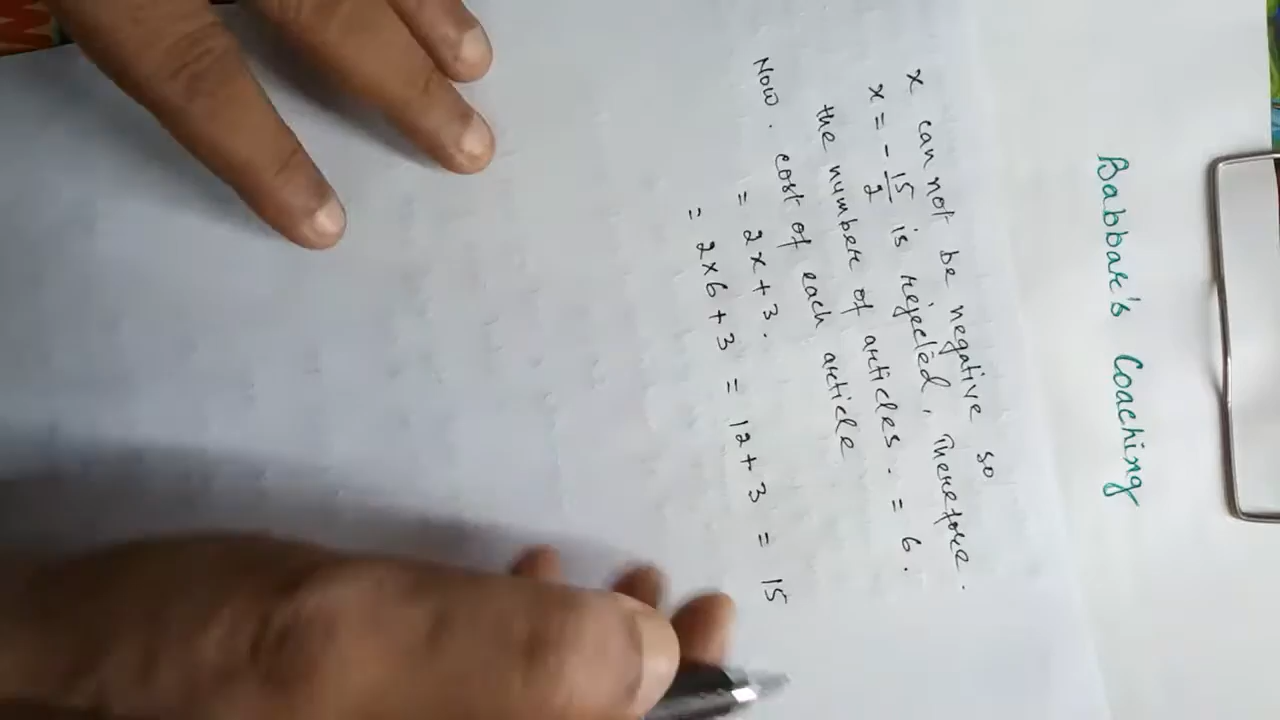 Babbar's Coaching
x can not be negative so
x = - 15/2 is rejected, Therefore.
the number of articles. = 6.
Now. cost of each article
= 2x + 3.
= 2×6 + 3 = 12 + 3 = 15